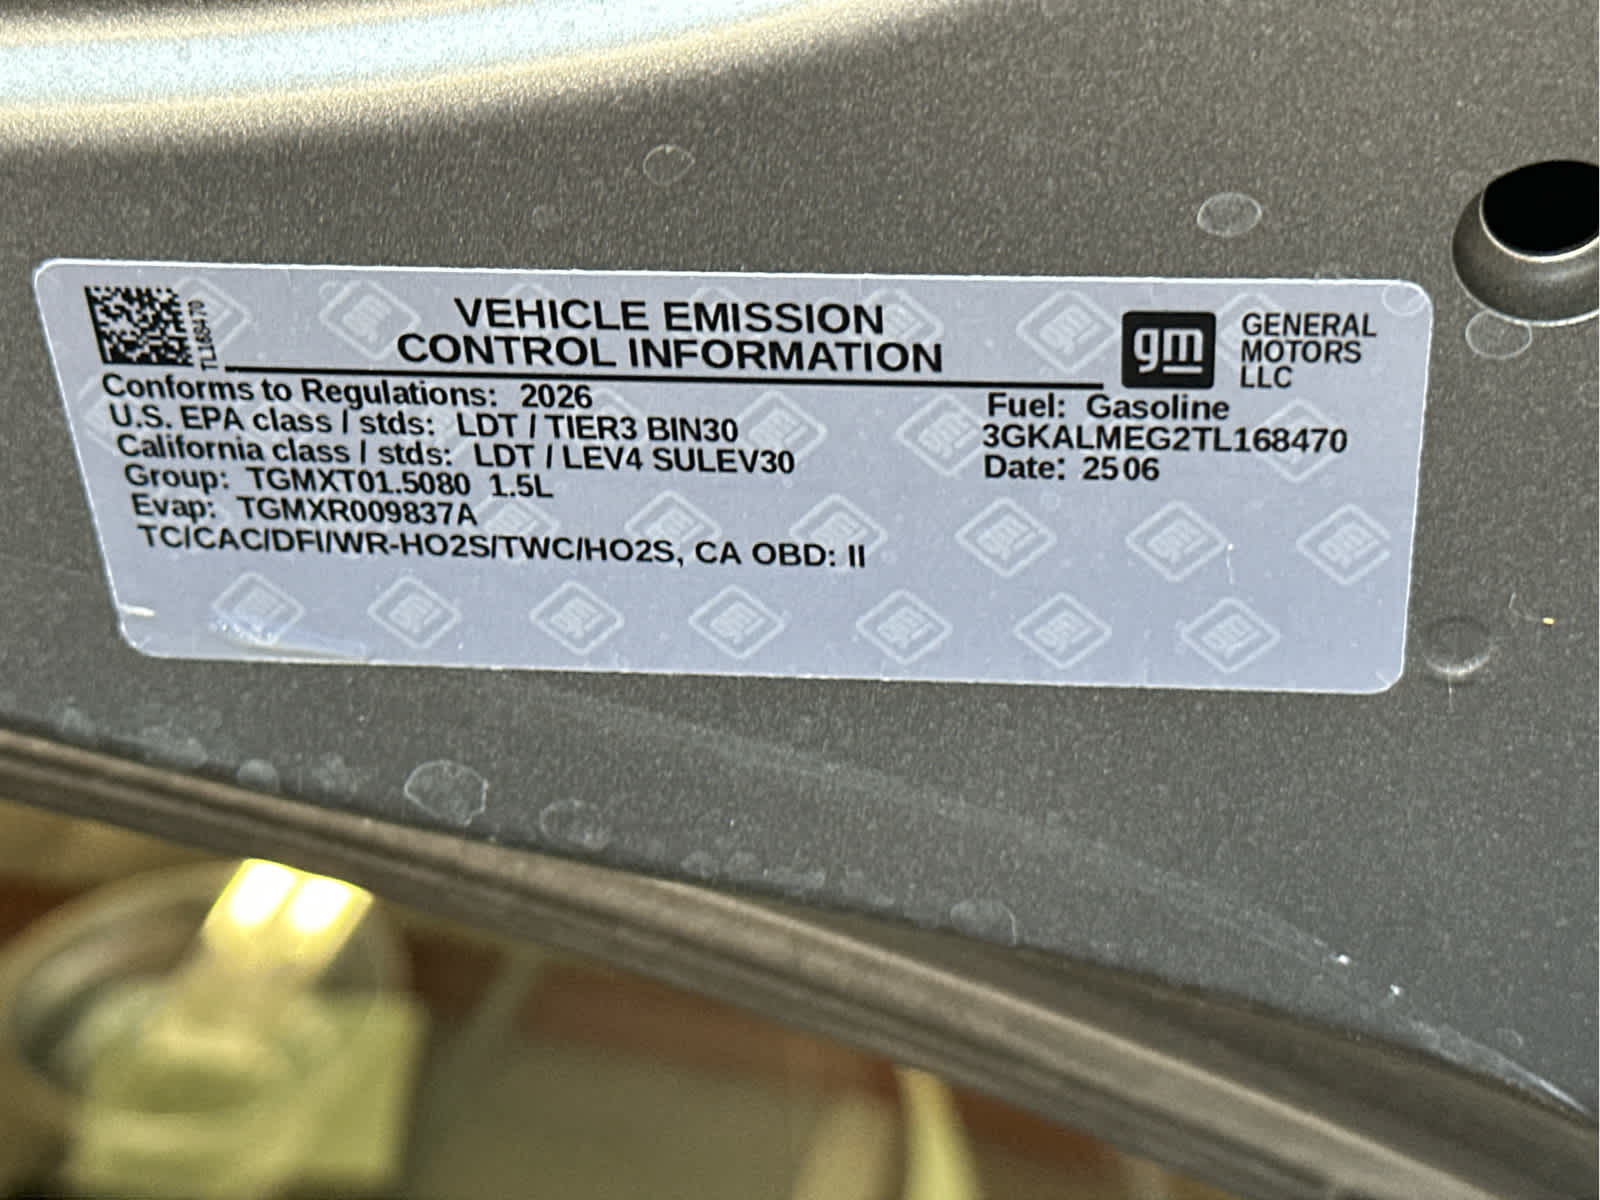 TL168470
VEHICLE EMISSION
CONTROL INFORMATION
gm
GENERAL
MOTORS
LLC
Conforms to Regulations: 2026
U.S. EPA class / stds: LDT / TIER3 BIN30
California class / stds: LDT / LEV4 SULEV30
Group: TGMXT01.5080 1.5L
Evap: TGMXR009837A
TC/CAC/DFI/WR-HO2S/TWC/HO2S, CA OBD: II
Fuel: Gasoline
3GKALMEG2TL168470
Date: 2506